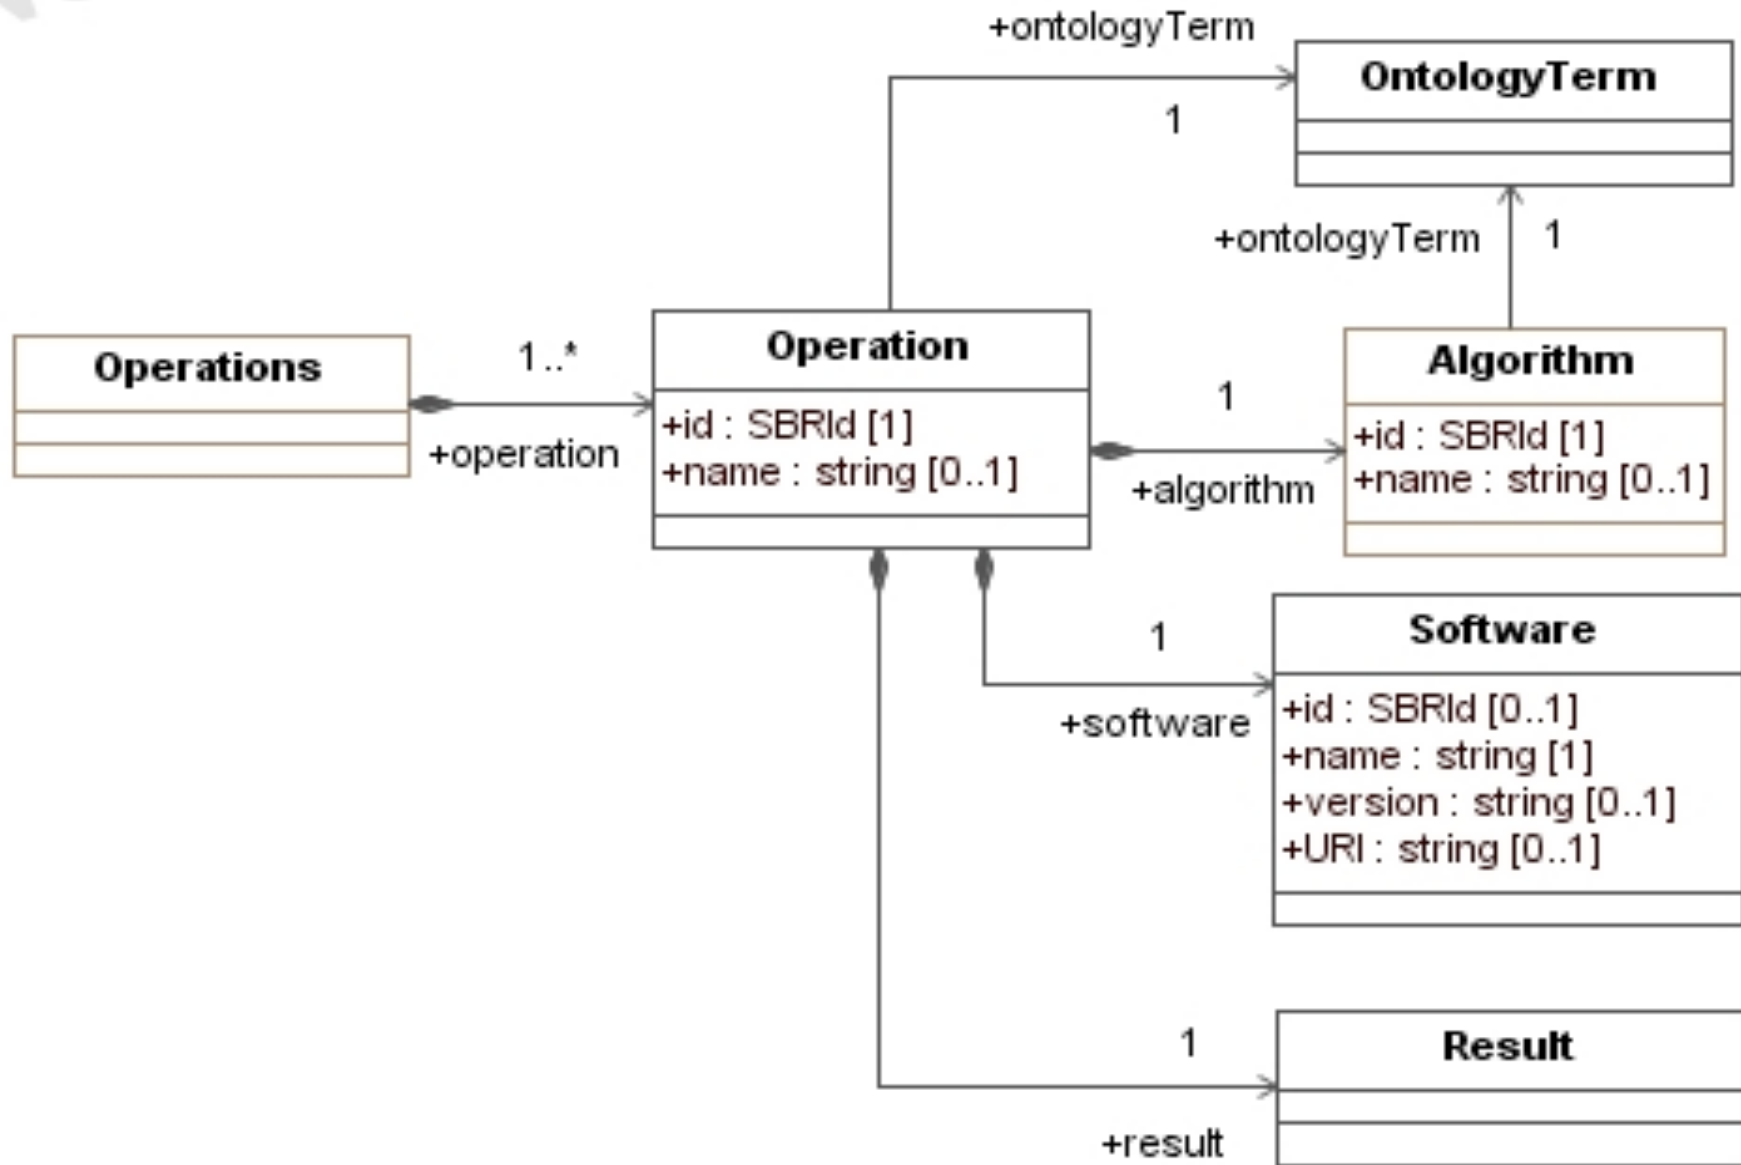 +ontologyTerm
OntologyTerm
1
+ontologyTerm
1
Operations
1..*
+operation
Operation
+id : SBRId [1]
+name : string [0..1]
1
+algorithm
Algorithm
+id : SBRId [1]
+name : string [0..1]
1
+software
Software
+id : SBRId [0..1]
+name : string [1]
+version : string [0..1]
+URI : string [0..1]
1
+result
Result